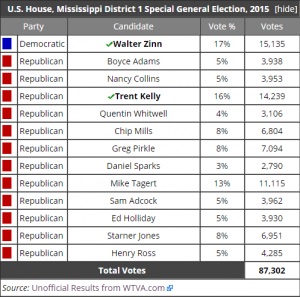 U.S. House, Mississippi District 1 Special General Election, 2015 [hide]
Party Candidate Vote % Votes
Democratic ✓Walter Zinn 17% 15,135
Republican Boyce Adams 5% 3,938
Republican Nancy Collins 5% 3,953
Republican ✓Trent Kelly 16% 14,239
Republican Quentin Whitwell 4% 3,106
Republican Chip Mills 8% 6,804
Republican Greg Pirkle 8% 7,094
Republican Daniel Sparks 3% 2,790
Republican Mike Tagert 13% 11,115
Republican Sam Adcock 5% 3,962
Republican Ed Holliday 5% 3,930
Republican Starner Jones 8% 6,951
Republican Henry Ross 5% 4,285
Total Votes 87,302
Source: Unofficial Results from WTVA.com